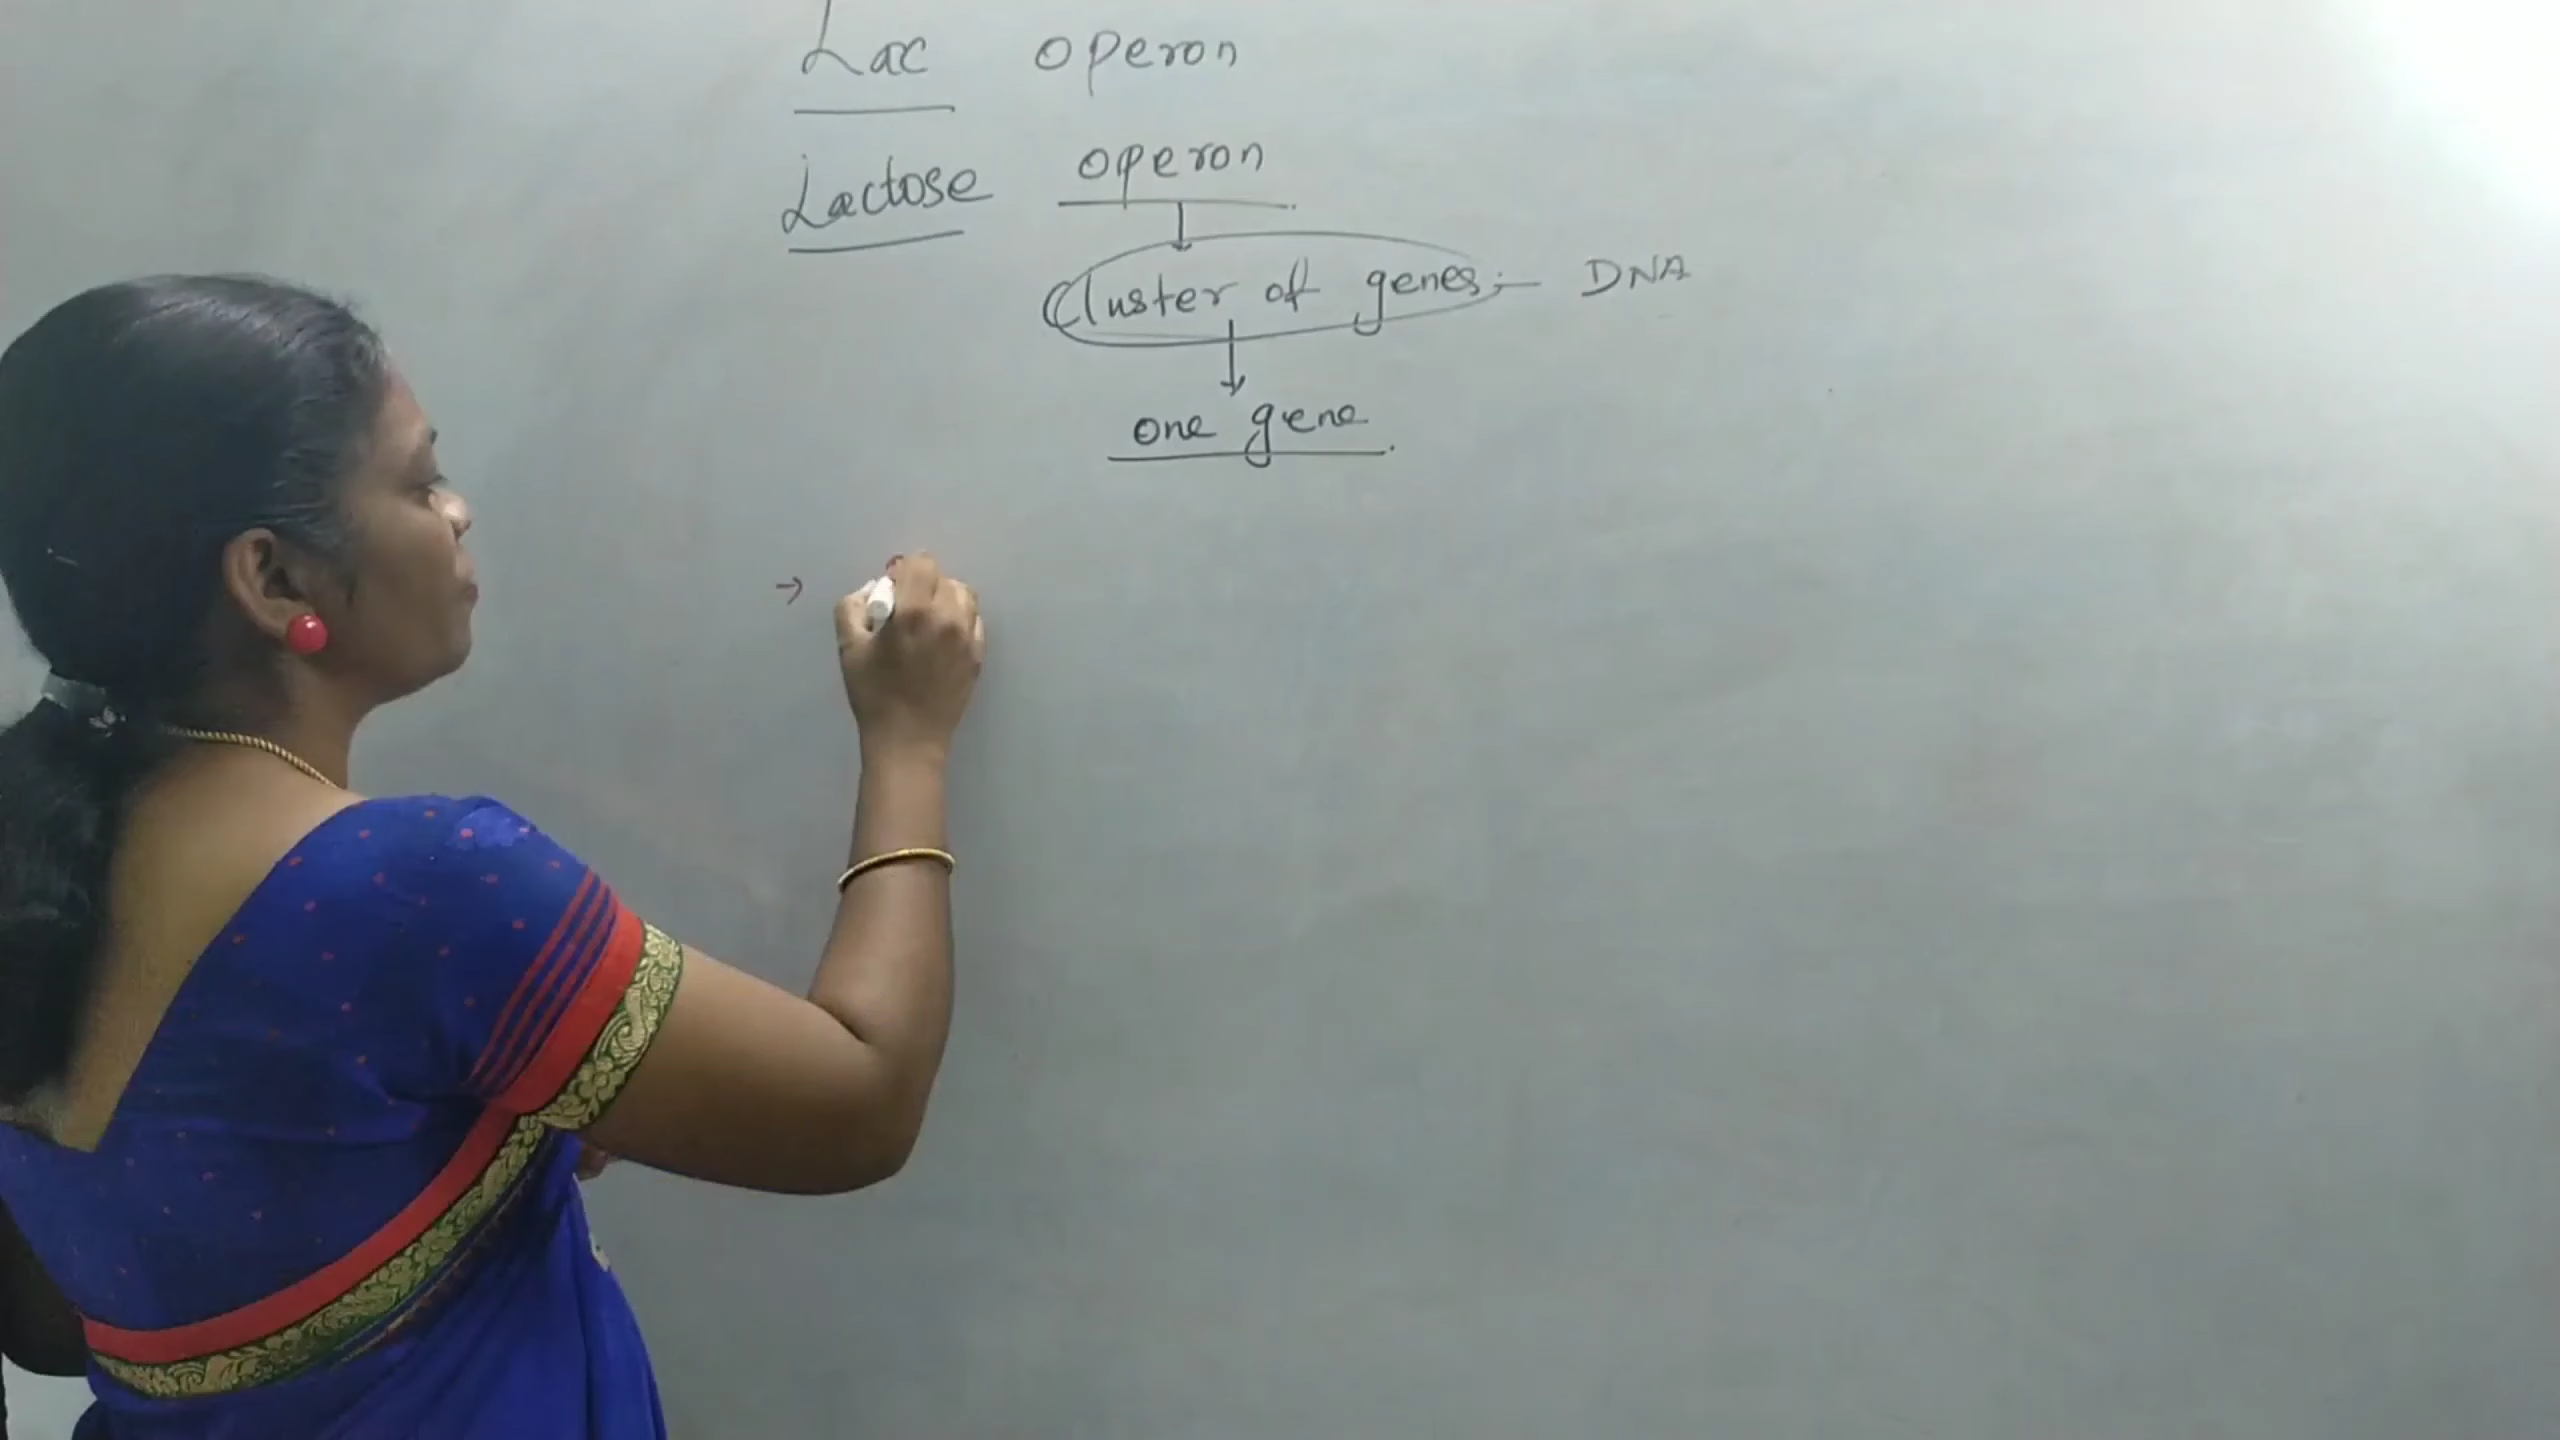 Lac operon
Lactose operon
Cluster of genes - DNA
one gene
→